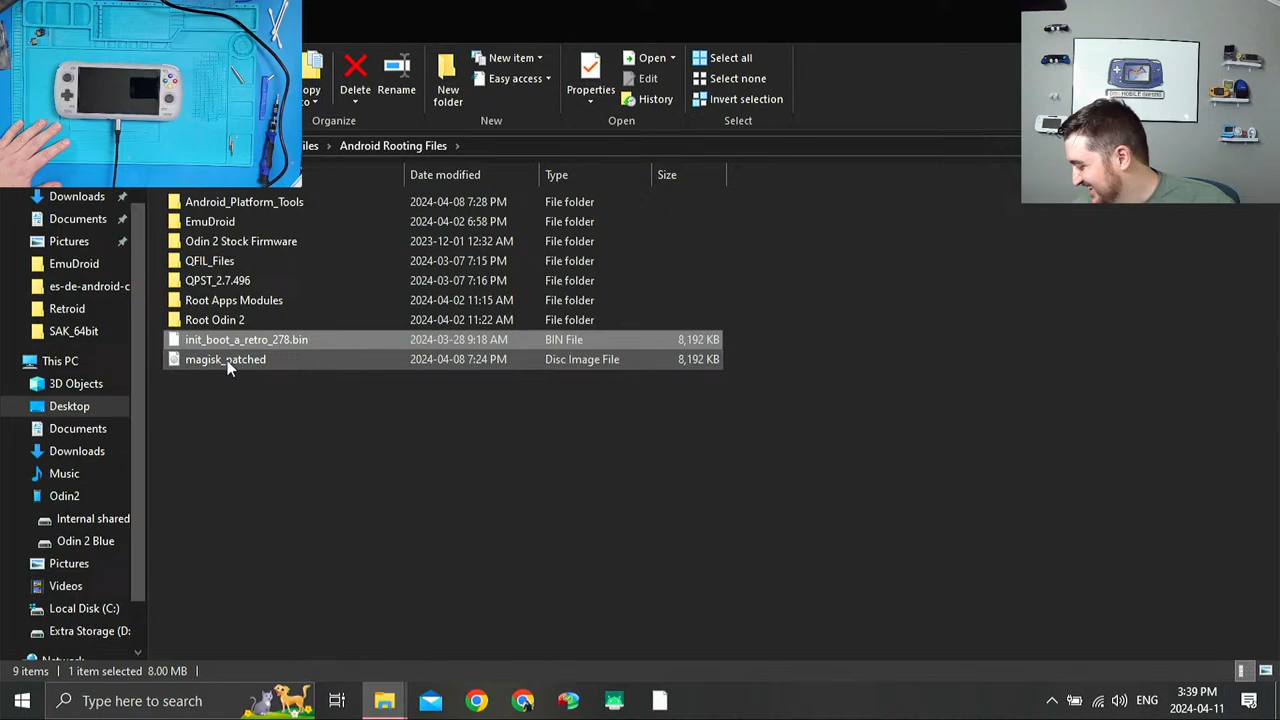 opy
to
Delete
Rename
New
folder
New item
Easy access
Properties
Open
Edit
History
Select all
Select none
Invert selection
Organize
New
Open
Select
iles > Android Rooting Files >
Date modified
Type
Size
Downloads
Documents
Pictures
EmuDroid
es-de-android-c
Retroid
SAK_64bit
This PC
3D Objects
Desktop
Documents
Downloads
Music
Odin2
Internal shared
Odin 2 Blue
Pictures
Videos
Local Disk (C:)
Extra Storage (D:
Network
Android_Platform_Tools 2024-04-08 7:28 PM File folder
EmuDroid 2024-04-02 6:58 PM File folder
Odin 2 Stock Firmware 2023-12-01 12:32 AM File folder
QFIL_Files 2024-03-07 7:15 PM File folder
QPST_2.7.496 2024-03-07 7:16 PM File folder
Root Apps Modules 2024-04-02 11:15 AM File folder
Root Odin 2 2024-04-02 11:22 AM File folder
init_boot_a_retro_278.bin 2024-03-28 9:18 AM BIN File 8,192 KB
magisk_patched 2024-04-08 7:24 PM Disc Image File 8,192 KB
9 items 1 item selected 8.00 MB
Type here to search
ENG
3:39 PM
2024-04-11